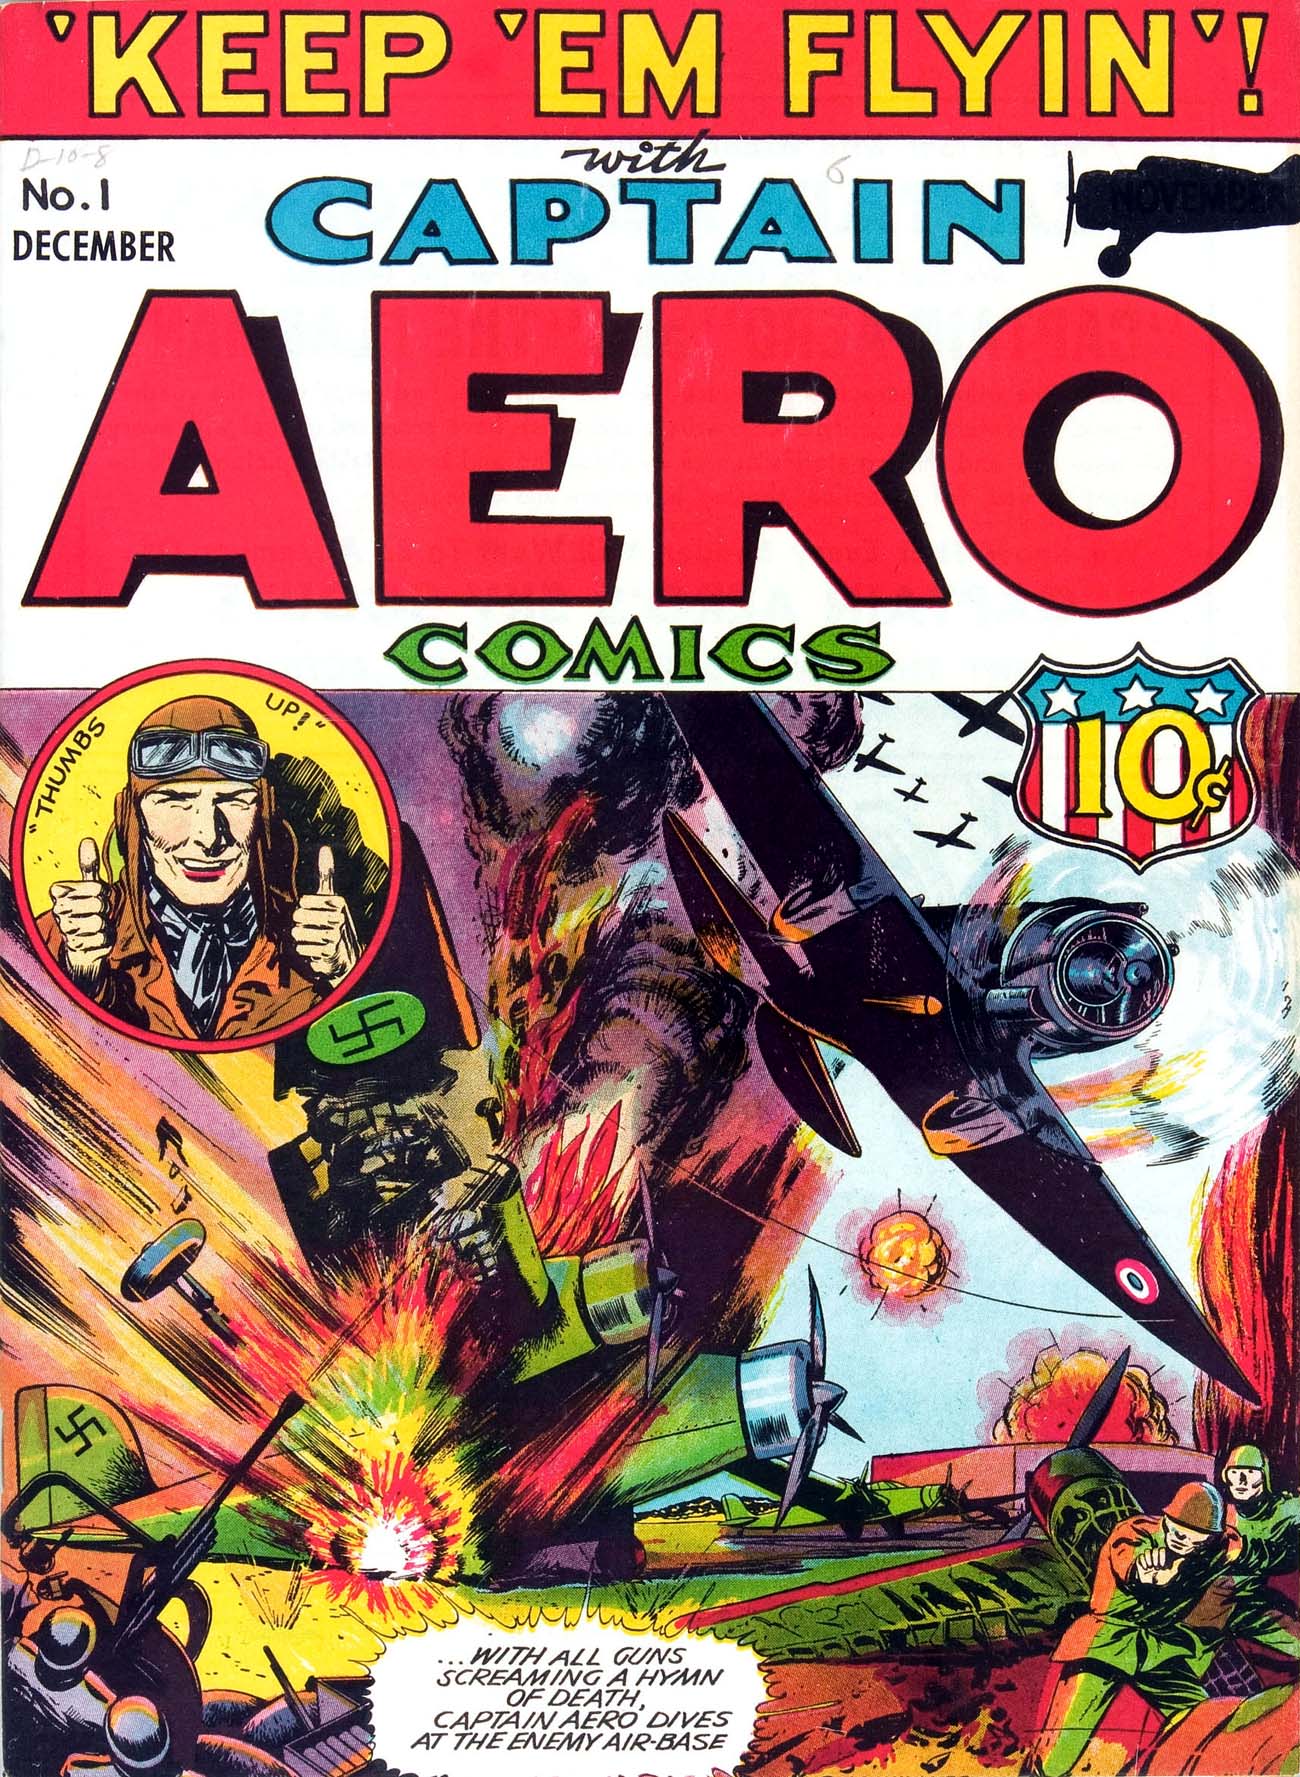 'KEEP 'EM FLYIN'!
D-10-8
6
with
No. 1
DECEMBER
CAPTAIN
NOVEMBER
AERO
COMICS
"THUMBS UP!"
10¢
...WITH ALL GUNS
SCREAMING A HYMN
OF DEATH,
CAPTAIN AERO DIVES
AT THE ENEMY AIR-BASE